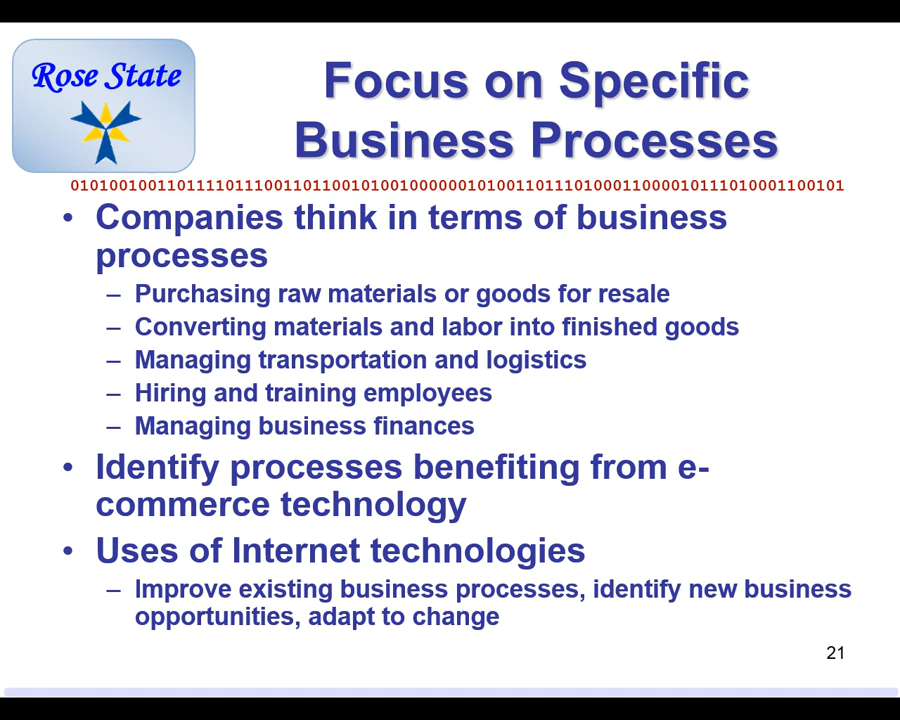 Rose State
Focus on Specific
Business Processes
01010010011011110111001101100101001000000101001101110100011000010111010001100101
• Companies think in terms of business
processes
– Purchasing raw materials or goods for resale
– Converting materials and labor into finished goods
– Managing transportation and logistics
– Hiring and training employees
– Managing business finances
• Identify processes benefiting from e-
commerce technology
• Uses of Internet technologies
– Improve existing business processes, identify new business
opportunities, adapt to change
21